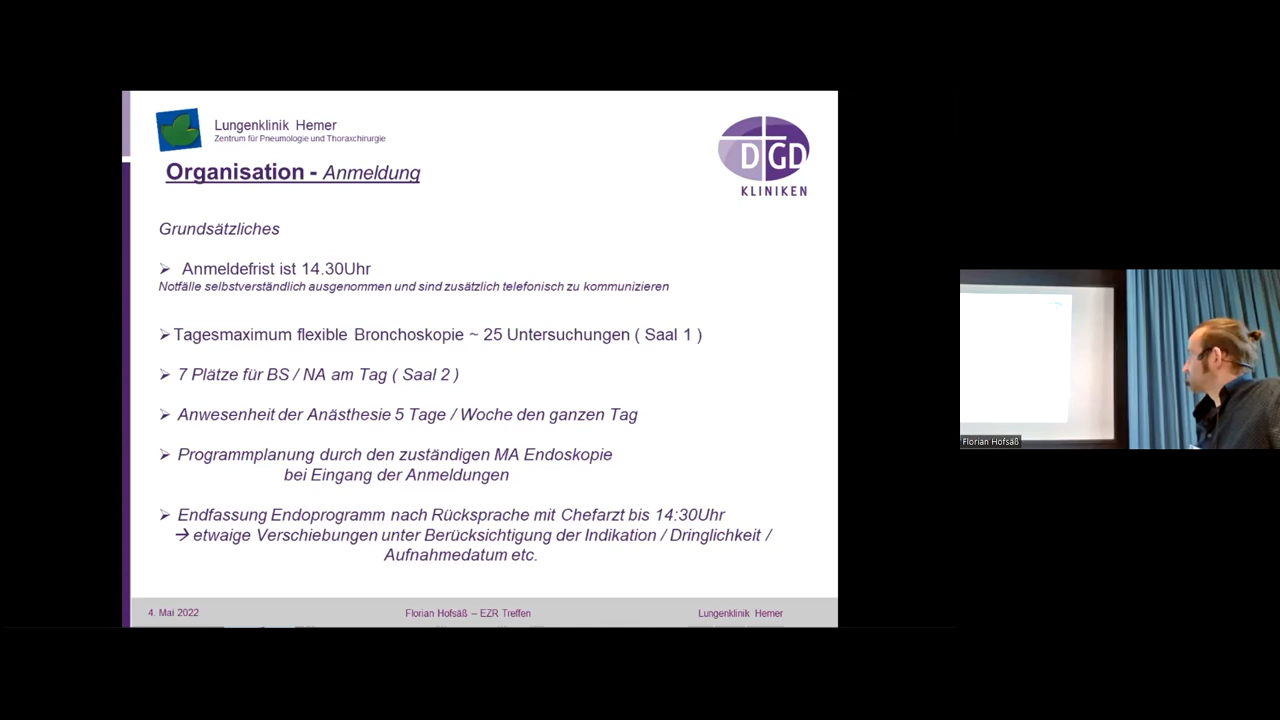 Lungenklinik Hemer
Zentrum für Pneumologie und Thoraxchirurgie
DGD
KLINIKEN
Organisation - Anmeldung
Grundsätzliches
➢ Anmeldefrist ist 14.30Uhr
Notfälle selbstverständlich ausgenommen und sind zusätzlich telefonisch zu kommunizieren
➢ Tagesmaximum flexible Bronchoskopie ~ 25 Untersuchungen ( Saal 1 )
➢ 7 Plätze für BS / NA am Tag ( Saal 2 )
➢ Anwesenheit der Anästhesie 5 Tage / Woche den ganzen Tag
➢ Programmplanung durch den zuständigen MA Endoskopie
bei Eingang der Anmeldungen
➢ Endfassung Endoprogramm nach Rücksprache mit Chefarzt bis 14:30Uhr
→ etwaige Verschiebungen unter Berücksichtigung der Indikation / Dringlichkeit /
Aufnahmedatum etc.
4. Mai 2022
Florian Hofsäß – EZR Treffen
Lungenklinik Hemer
Florian Hofsäß